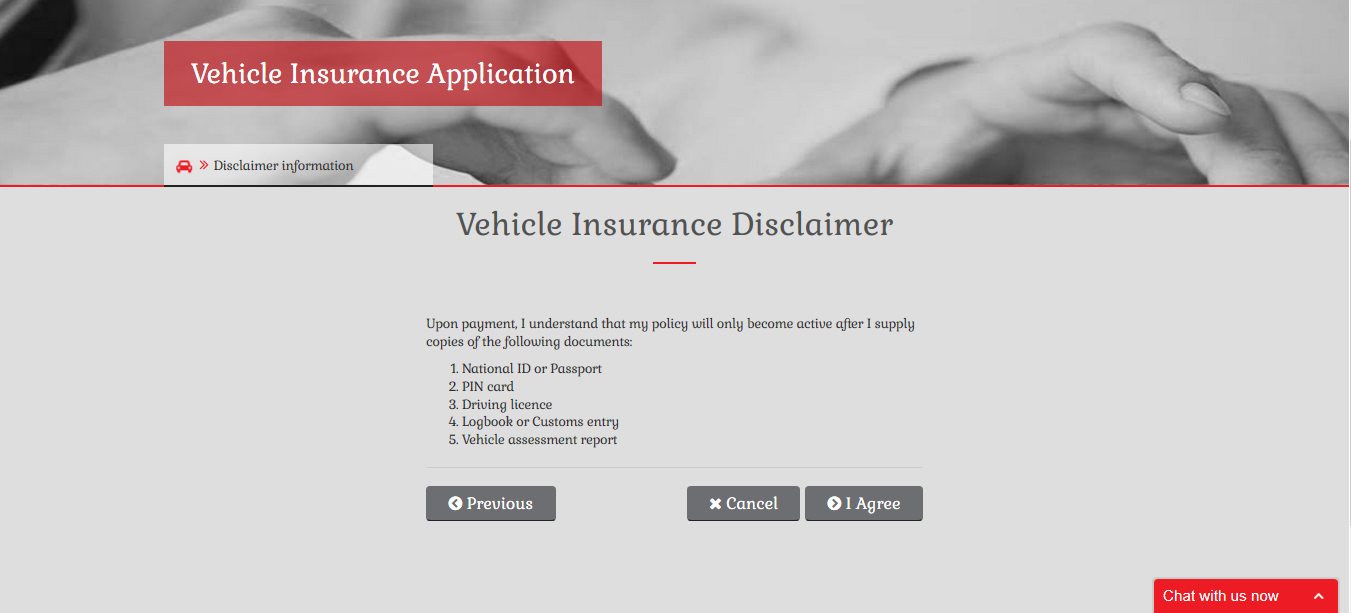 Vehicle Insurance Application
Disclaimer information
Vehicle Insurance Disclaimer
Upon payment, I understand that my policy will only become active after I supply
copies of the following documents:
1. National ID or Passport
2. PIN card
3. Driving licence
4. Logbook or Customs entry
5. Vehicle assessment report
Previous
Cancel
I Agree
Chat with us now